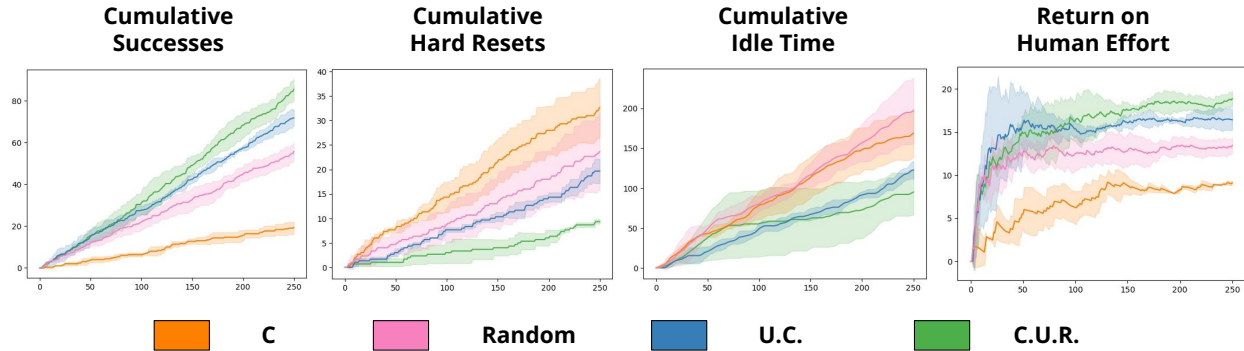 Cumulative
Successes
Cumulative
Hard Resets
Cumulative
Idle Time
Return on
Human Effort
80
60
40
20
0
0 50 100 150 200 250
40
35
30
25
20
15
10
5
0
0 50 100 150 200 250
200
150
100
50
0
0 50 100 150 200 250
20
15
10
5
0
0 50 100 150 200 250
C Random U.C. C.U.R.